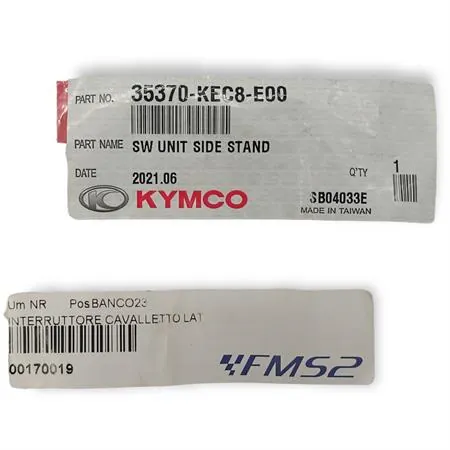 PART NO. 35370-KEC8-E00
PART NAME SW UNIT SIDE STAND
DATE 2021.06 Q'TY 1
KYMCO SB04033E
MADE IN TAIWAN
Um NR PosBANCO23
INTERRUTTORE CAVALLETTO LAT
00170019
FMS2